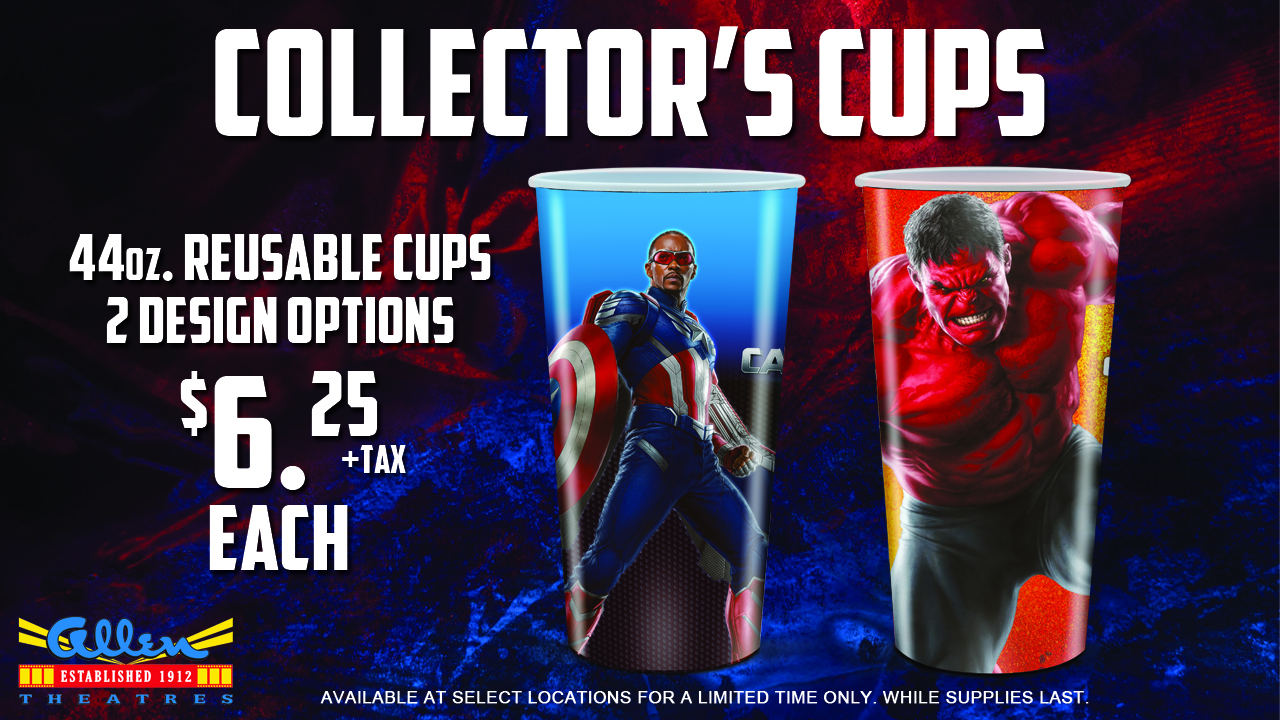 COLLECTOR'S CUPS
44oz. REUSABLE CUPS
2 DESIGN OPTIONS
$6.25
+TAX
EACH
CA
Allen
ESTABLISHED 1912
THEATRES
AVAILABLE AT SELECT LOCATIONS FOR A LIMITED TIME ONLY. WHILE SUPPLIES LAST.